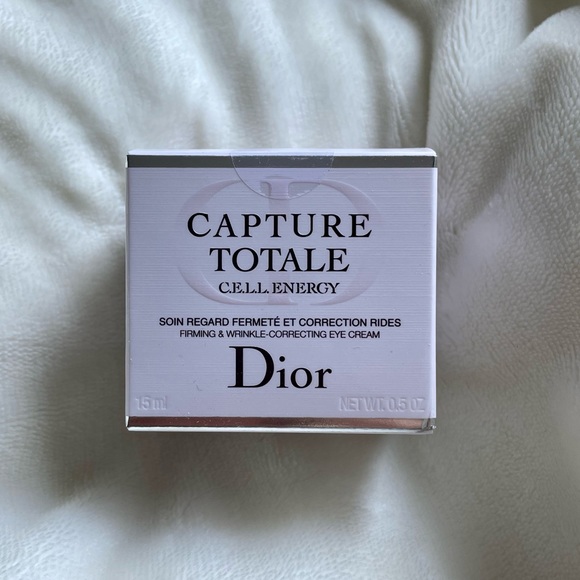 CAPTURE
TOTALE
C.E.L.L. ENERGY
SOIN REGARD FERMETÉ ET CORRECTION RIDES
FIRMING & WRINKLE-CORRECTING EYE CREAM
Dior
15 ml NET WT. 0.5 OZ